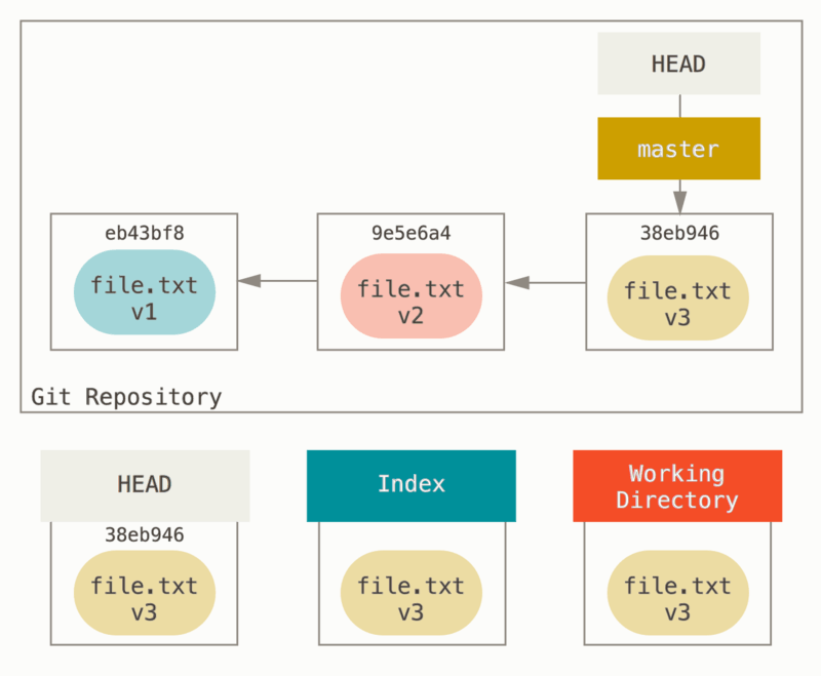 HEAD
master
eb43bf8
9e5e6a4
38eb946
file.txt
v1
file.txt
v2
file.txt
v3
Git Repository
HEAD
Index
Working
Directory
38eb946
file.txt
v3
file.txt
v3
file.txt
v3